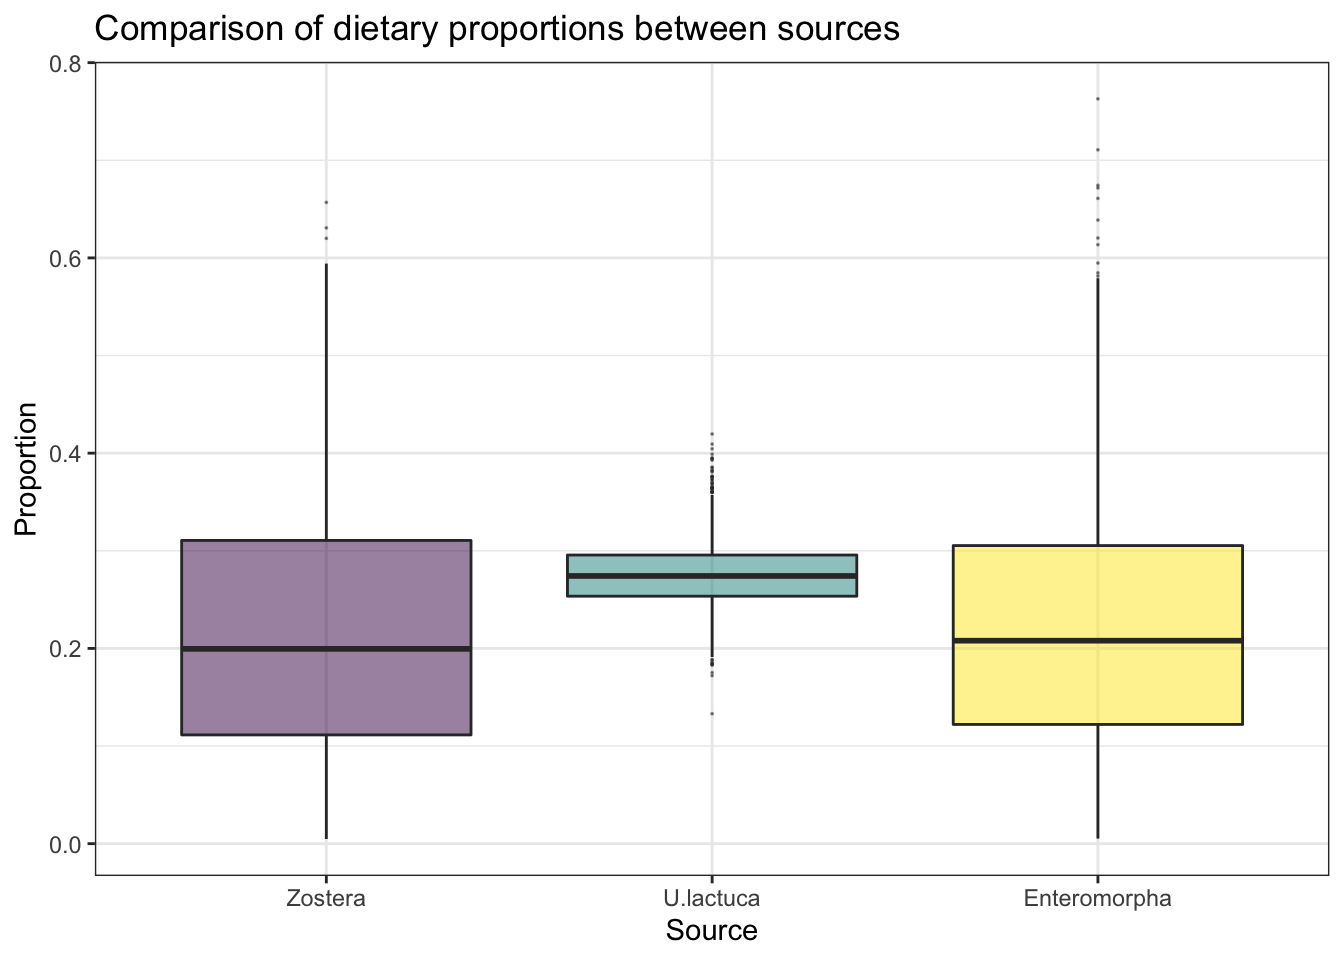 Comparison of dietary proportions between sources
0.8
0.6
0.4
0.2
0.0
Proportion
Zostera
U.lactuca
Enteromorpha
Source